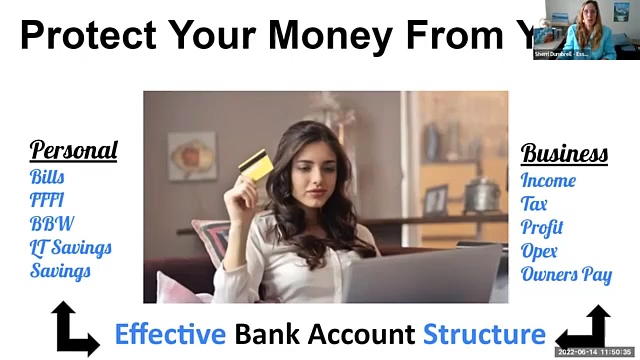 Protect Your Money From Y
Personal
Bills
FFFI
BBW
LT Savings
Savings
Business
Income
Tax
Profit
Opex
Owners Pay
Effective Bank Account Structure
2022-06-14 11:50:35